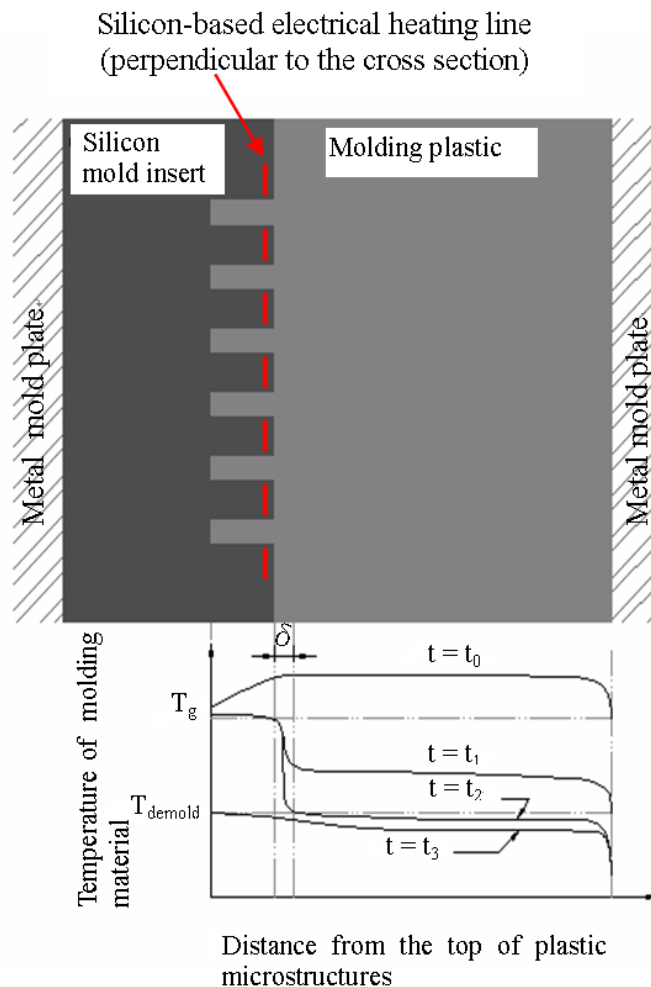 Silicon-based electrical heating line
(perpendicular to the cross section)
Silicon
mold insert
Molding plastic
Metal mold plate
Metal mold plate
δ
t = t0
Tg
t = t1
t = t2
Tdemold
t = t3
Temperature of molding
material
Distance from the top of plastic
microstructures